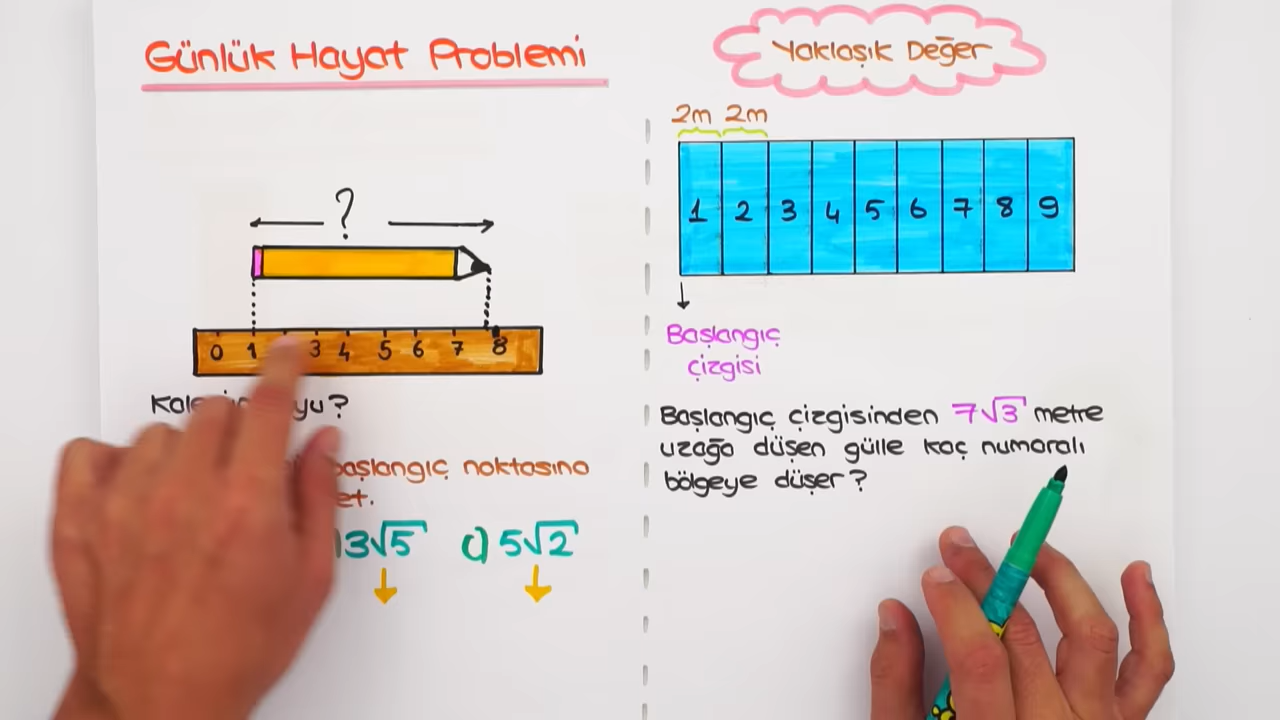 Günlük Hayat Problemi
?
0 1 3 4 5 6 7 8
yu?
başlangıç noktasına
et.
3√5 c) 5√2
Yaklaşık Değer
2m 2m
1 2 3 4 5 6 7 8 9
Başlangıç
çizgisi
Başlangıç çizgisinden 7√3 metre
uzağa düşen gülle kaç numaralı
bölgeye düşer?